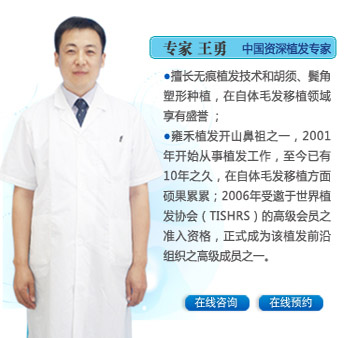 专家 王勇 中国资深植发专家
●擅长无痕植发技术和胡须、鬓角
塑形种植，在自体毛发移植领域
享有盛誉 ；
●雍禾植发开山鼻祖之一，2001
年开始从事植发工作，至今已有
10年之久，在自体毛发移植方面
硕果累累；2006年受邀于世界植
发协会（TISHRS）的高级会员之
准入资格，正式成为该植发前沿
组织之高级成员之一。
在线咨询 在线预约